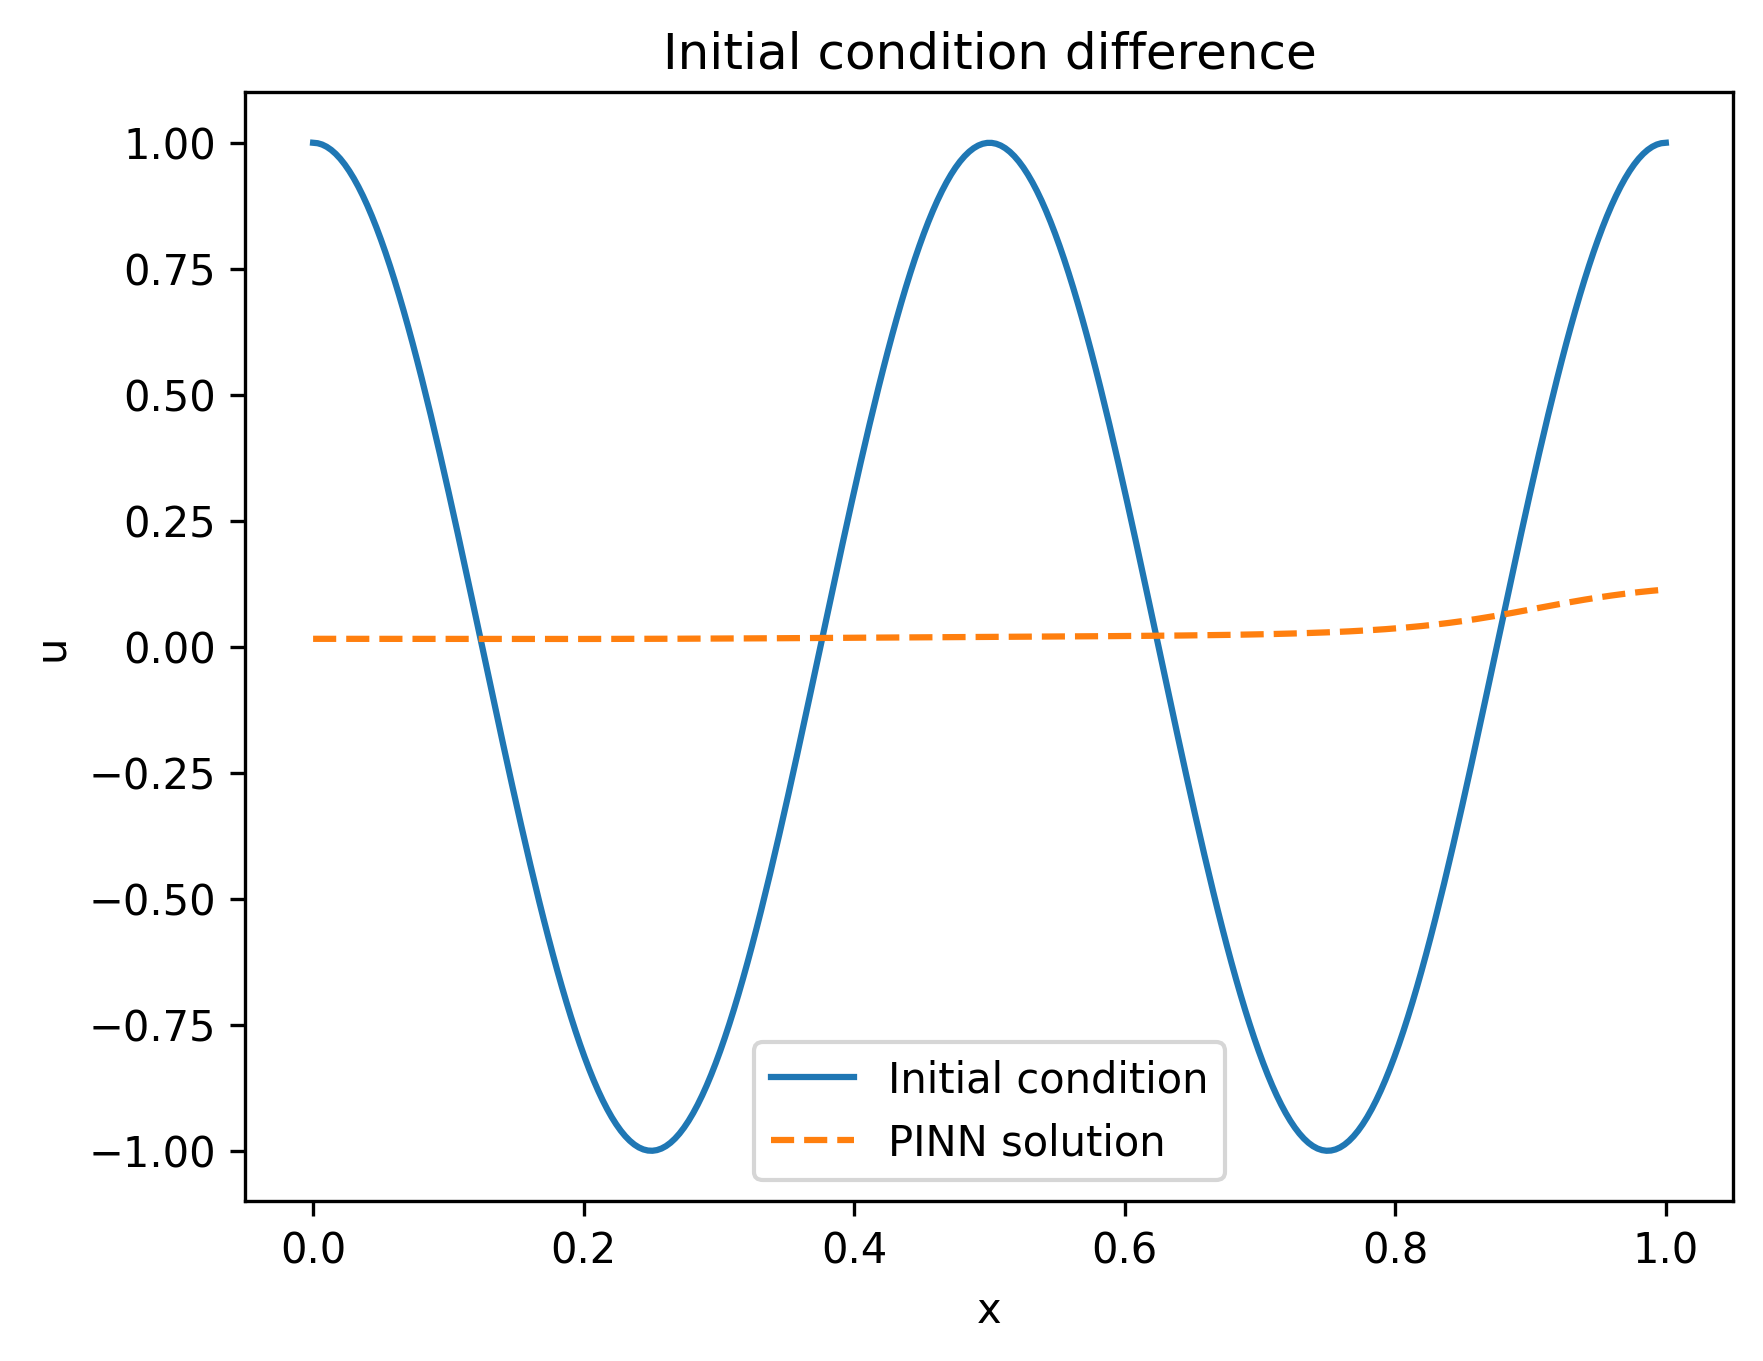 Initial condition difference
1.00
0.75
0.50
0.25
0.00
−0.25
−0.50
−0.75
−1.00
u
Initial condition
PINN solution
0.0 0.2 0.4 0.6 0.8 1.0
x